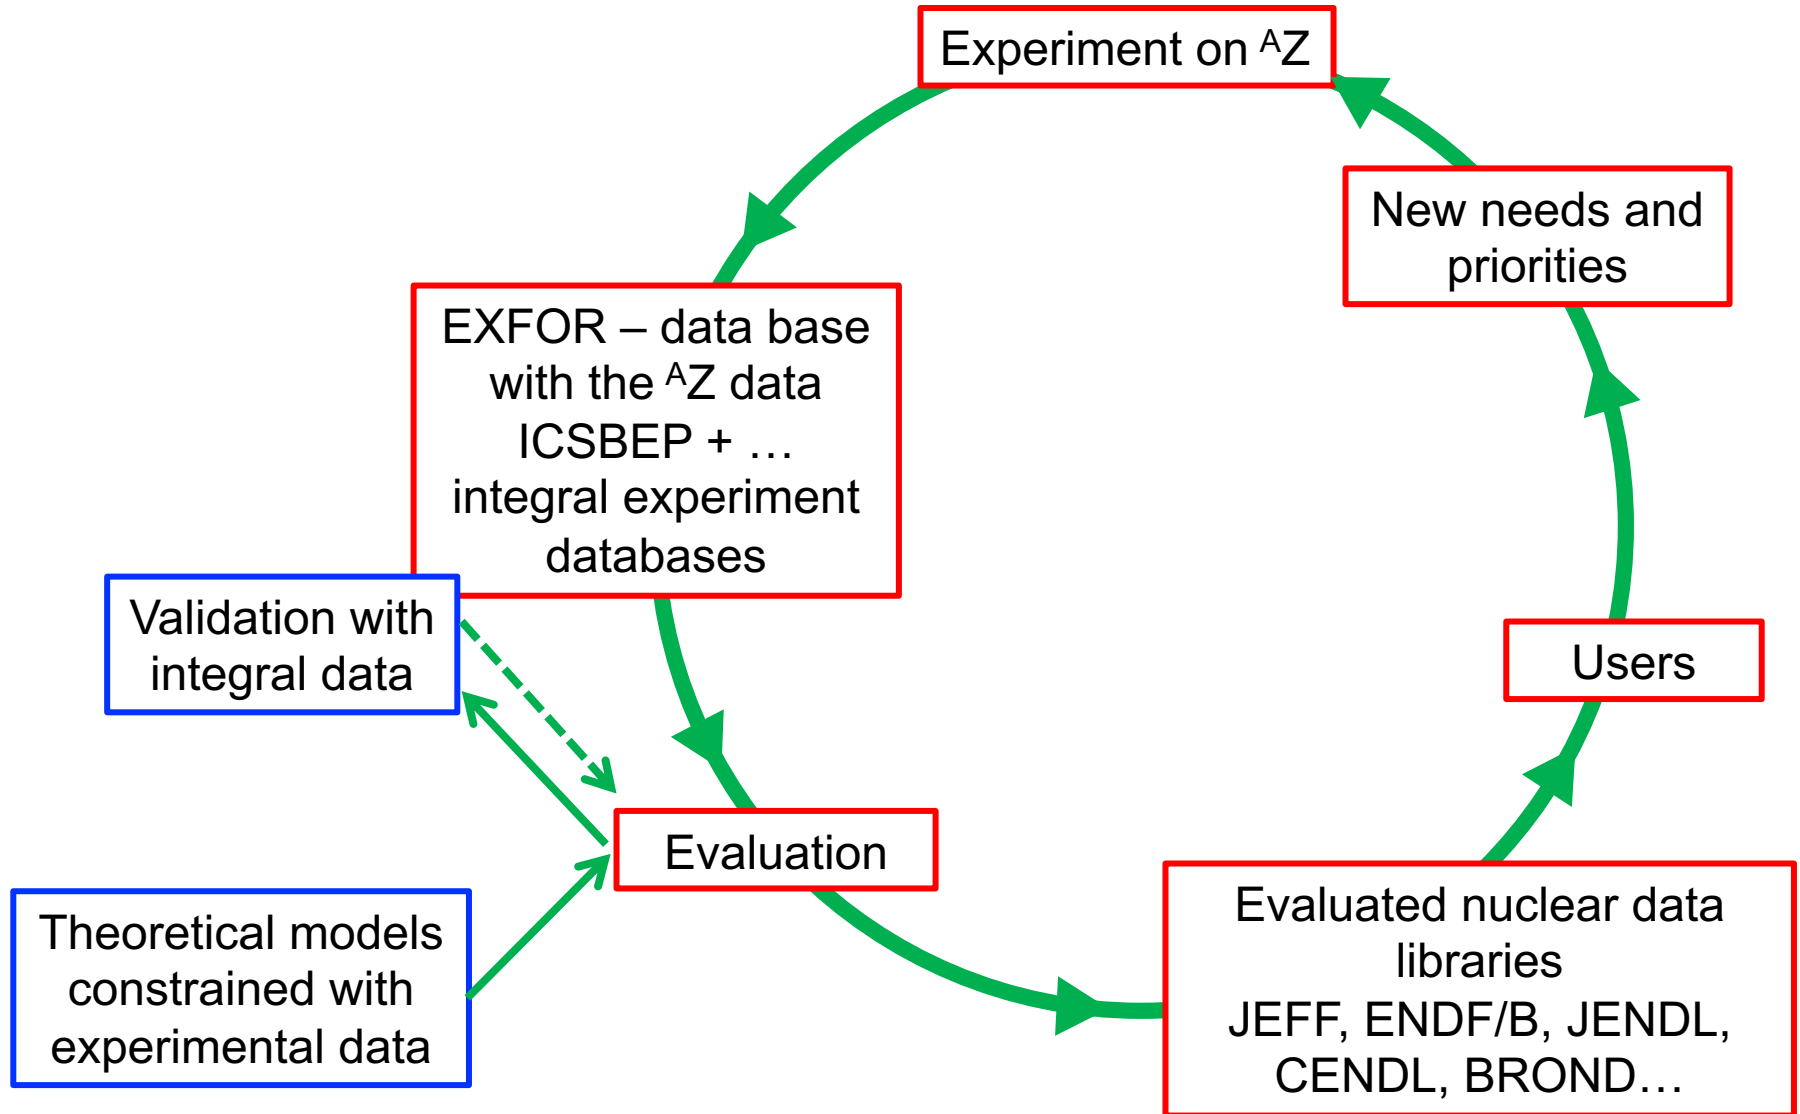 Experiment on ᴬZ
New needs and
priorities
EXFOR – data base
with the ᴬZ data
ICSBEP + …
integral experiment
databases
Validation with
integral data
Users
Evaluation
Theoretical models
constrained with
experimental data
Evaluated nuclear data
libraries
JEFF, ENDF/B, JENDL,
CENDL, BROND…